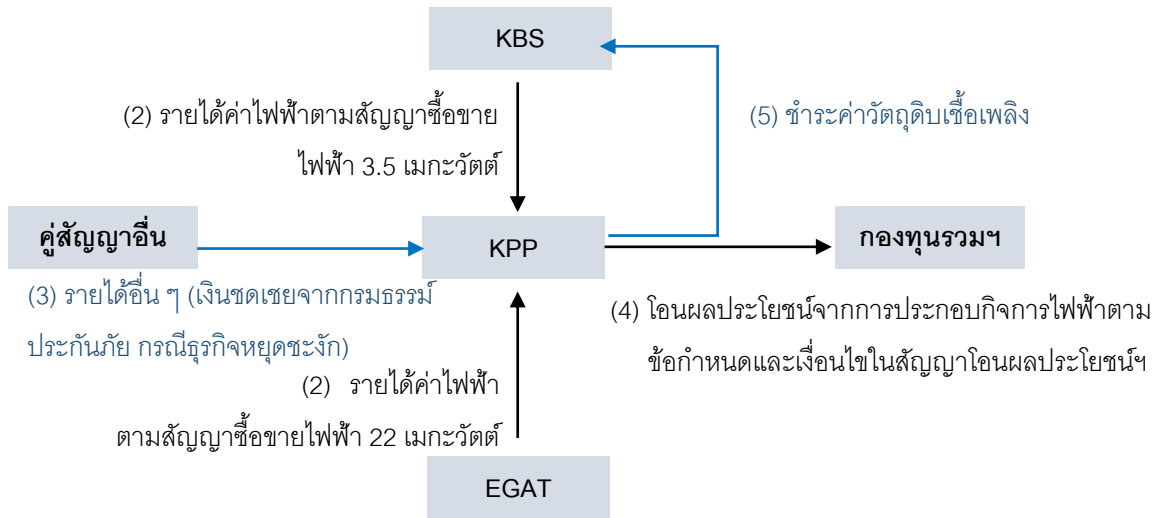 KBS
(2) รายได้ค่าไฟฟ้าตามสัญญาซื้อขาย
ไฟฟ้า 3.5 เมกะวัตต์
(5) ชำระค่าวัตถุดิบเชื้อเพลิง
คู่สัญญาอื่น
KPP
กองทุนรวมฯ
(3) รายได้อื่น ๆ (เงินชดเชยจากกรมธรรม์
ประกันภัย กรณีธุรกิจหยุดชะงัก)
(4) โอนผลประโยชน์จากการประกอบกิจการไฟฟ้าตาม
ข้อกำหนดและเงื่อนไขในสัญญาโอนผลประโยชน์ฯ
(2) รายได้ค่าไฟฟ้า
ตามสัญญาซื้อขายไฟฟ้า 22 เมกะวัตต์
EGAT